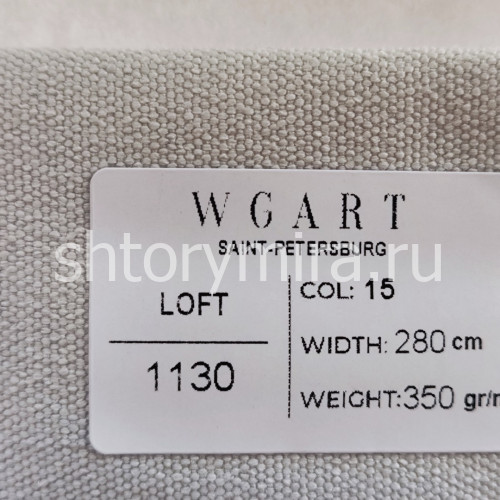 WGART
SAINT-PETERSBURG
shtorymira.ru
LOFT
1130
COL: 15
WIDTH: 280 cm
WEIGHT:350 gr/